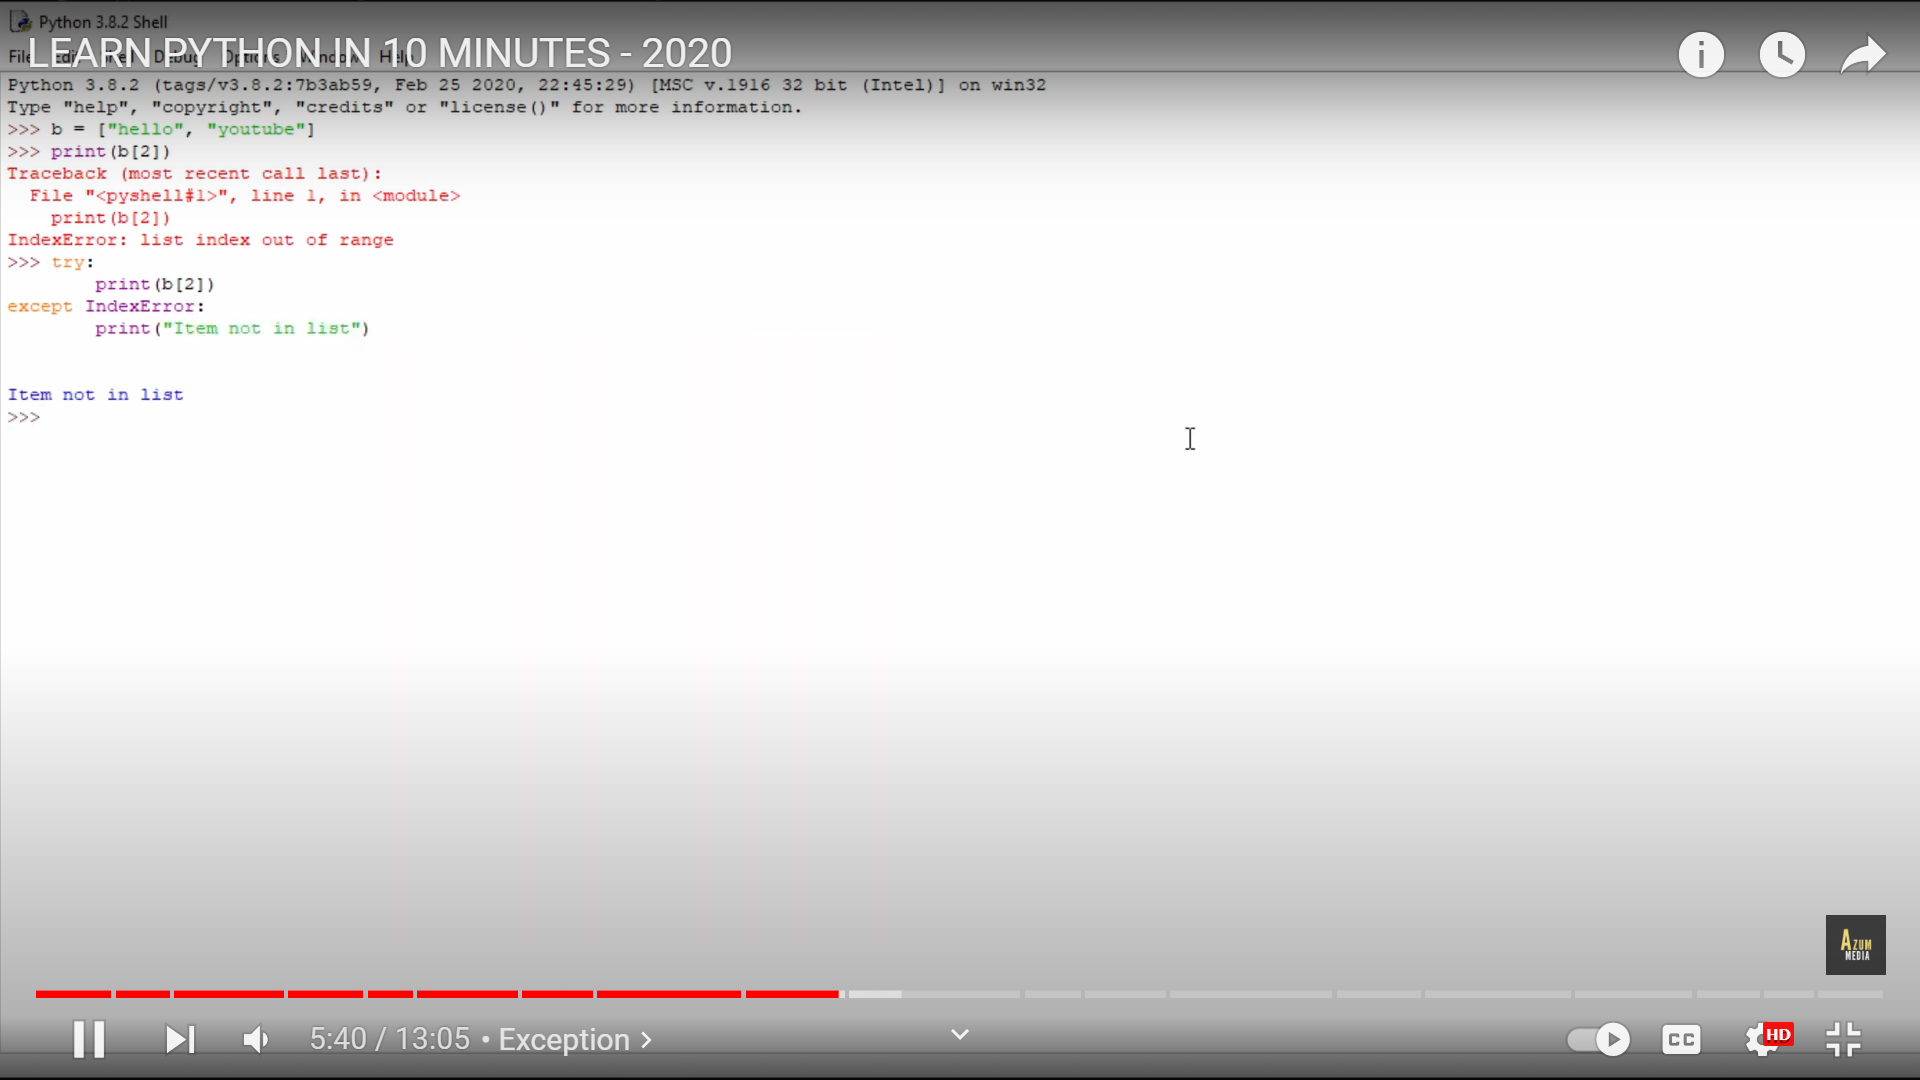 Python 3.8.2 Shell
LEARN PYTHON IN 10 MINUTES - 2020
File Edit Shell Debug Options Window Help
Python 3.8.2 (tags/v3.8.2:7b3ab59, Feb 25 2020, 22:45:29) [MSC v.1916 32 bit (Intel)] on win32
Type "help", "copyright", "credits" or "license()" for more information.
>>> b = ["hello", "youtube"]
>>> print(b[2])
Traceback (most recent call last):
  File "<pyshell#1>", line 1, in <module>
    print(b[2])
IndexError: list index out of range
>>> try:
        print(b[2])
except IndexError:
        print("Item not in list")
Item not in list
>>>
AZUM
MEDIA
5:40 / 13:05 • Exception >
CC
HD